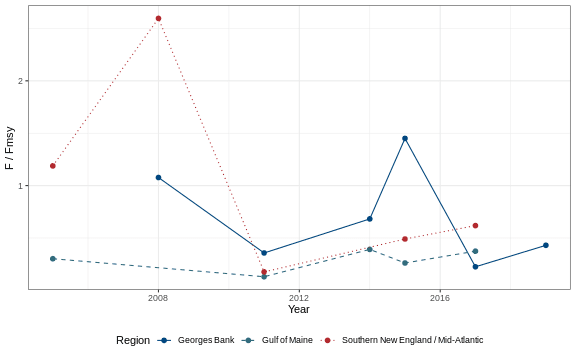 F / Fmsy
2
1
2008 2012 2016
Year
Region Georges Bank Gulf of Maine Southern New England / Mid-Atlantic